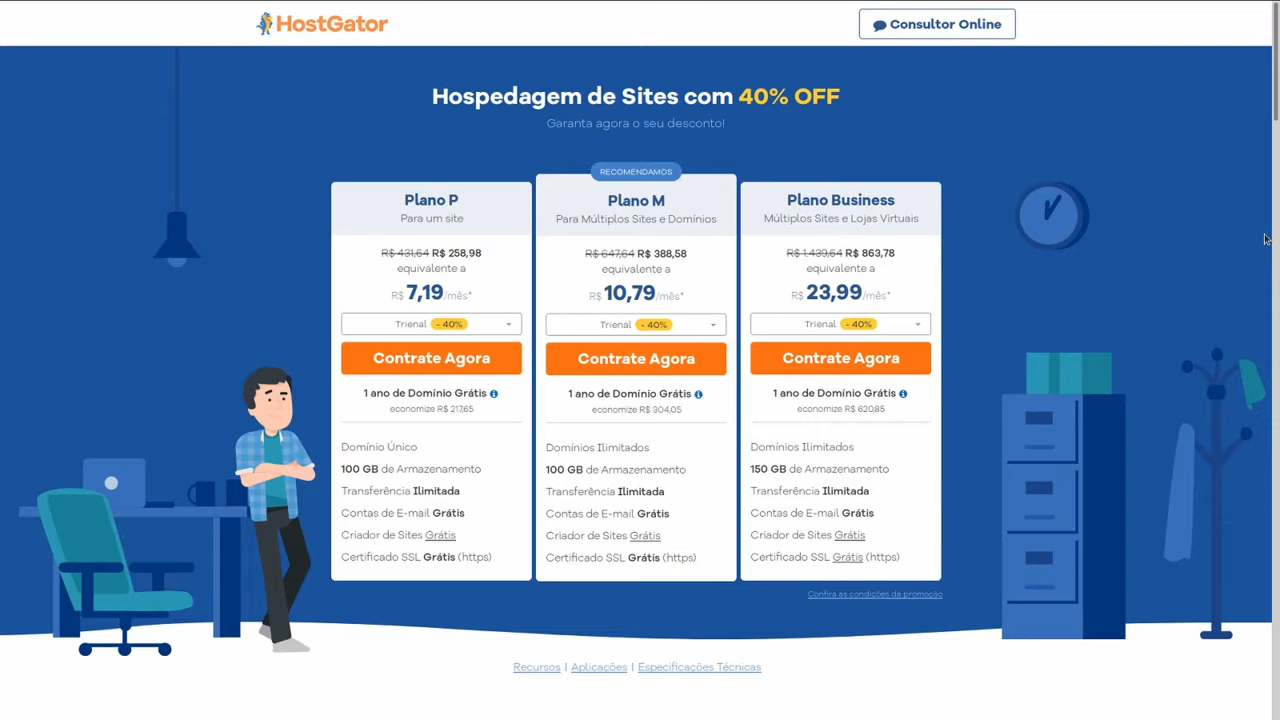 HostGator
Consultor Online
Hospedagem de Sites com 40% OFF
Garanta agora o seu desconto!
Plano P
Para um site
R$ 431,64 R$ 258,98
equivalente a
R$ 7,19/mês*
Trienal - 40%
Contrate Agora
1 ano de Domínio Grátis
economize R$ 217,65
Domínio Único
100 GB de Armazenamento
Transferência Ilimitada
Contas de E-mail Grátis
Criador de Sites Grátis
Certificado SSL Grátis (https)
RECOMENDAMOS
Plano M
Para Múltiplos Sites e Domínios
R$ 647,64 R$ 388,58
equivalente a
R$ 10,79/mês*
Trienal - 40%
Contrate Agora
1 ano de Domínio Grátis
economize R$ 304,05
Domínios Ilimitados
100 GB de Armazenamento
Transferência Ilimitada
Contas de E-mail Grátis
Criador de Sites Grátis
Certificado SSL Grátis (https)
Plano Business
Múltiplos Sites e Lojas Virtuais
R$ 1.439,64 R$ 863,78
equivalente a
R$ 23,99/mês*
Trienal - 40%
Contrate Agora
1 ano de Domínio Grátis
economize R$ 620,85
Domínios Ilimitados
150 GB de Armazenamento
Transferência Ilimitada
Contas de E-mail Grátis
Criador de Sites Grátis
Certificado SSL Grátis (https)
Confira as condições da promoção
Recursos | Aplicações | Especificações Técnicas